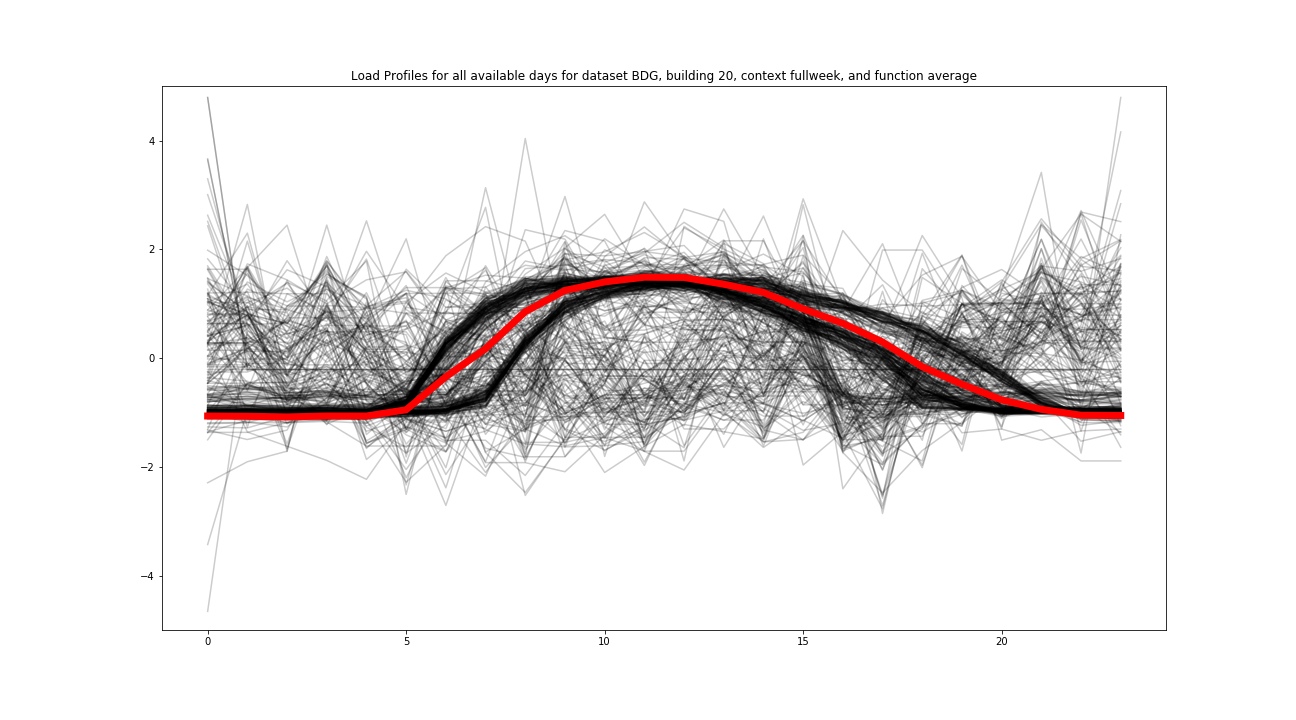 Load Profiles for all available days for dataset BDG, building 20, context fullweek, and function average
4
2
0
−2
−4
0 5 10 15 20